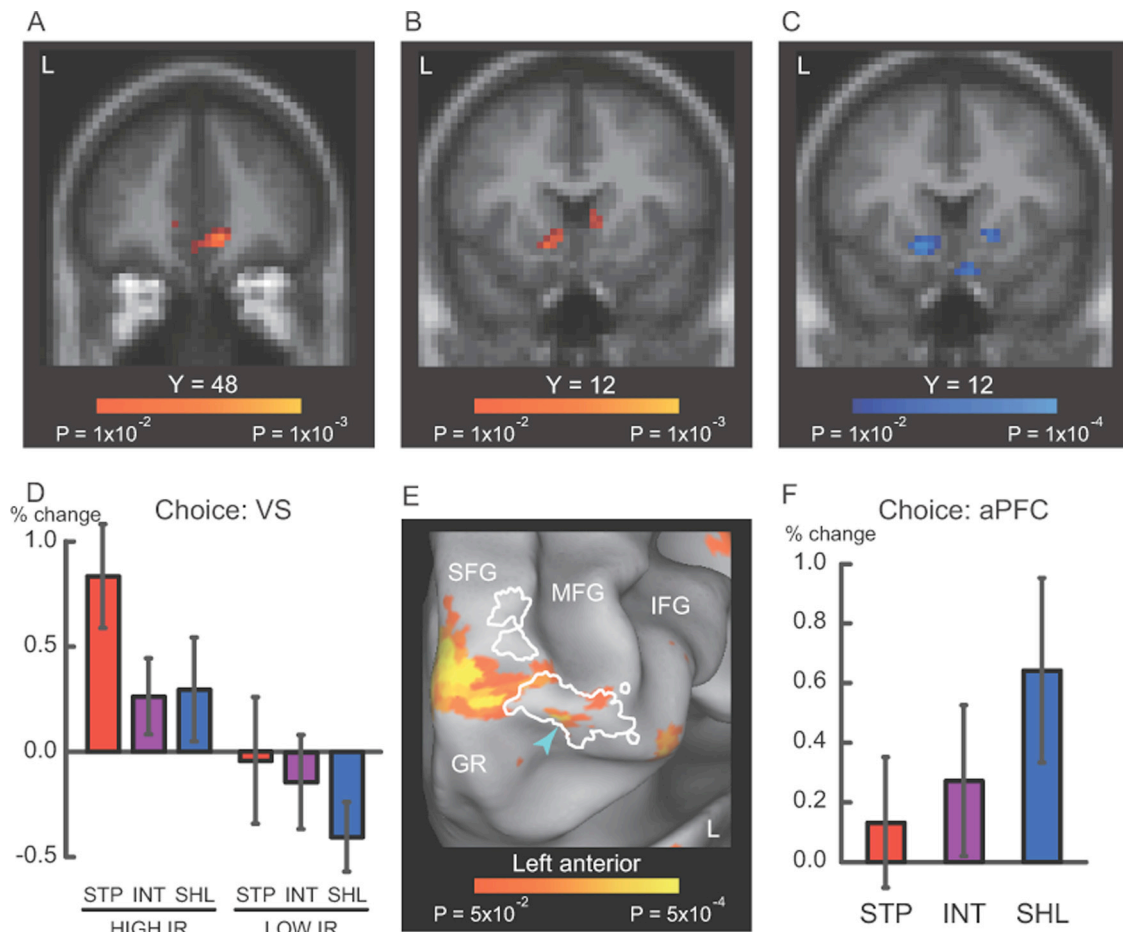 A
L
Y = 48
P = 1x10-2 P = 1x10-3
B
L
Y = 12
P = 1x10-2 P = 1x10-3
C
L
Y = 12
P = 1x10-2 P = 1x10-4
D
% change
Choice: VS
1.0
0.5
0.0
-0.5
STP INT SHL STP INT SHL
HIGH IR LOW IR
E
SFG
MFG
IFG
GR
L
Left anterior
P = 5x10-2 P = 5x10-4
F
Choice: aPFC
% change
1.0
0.8
0.6
0.4
0.2
0.0
STP INT SHL